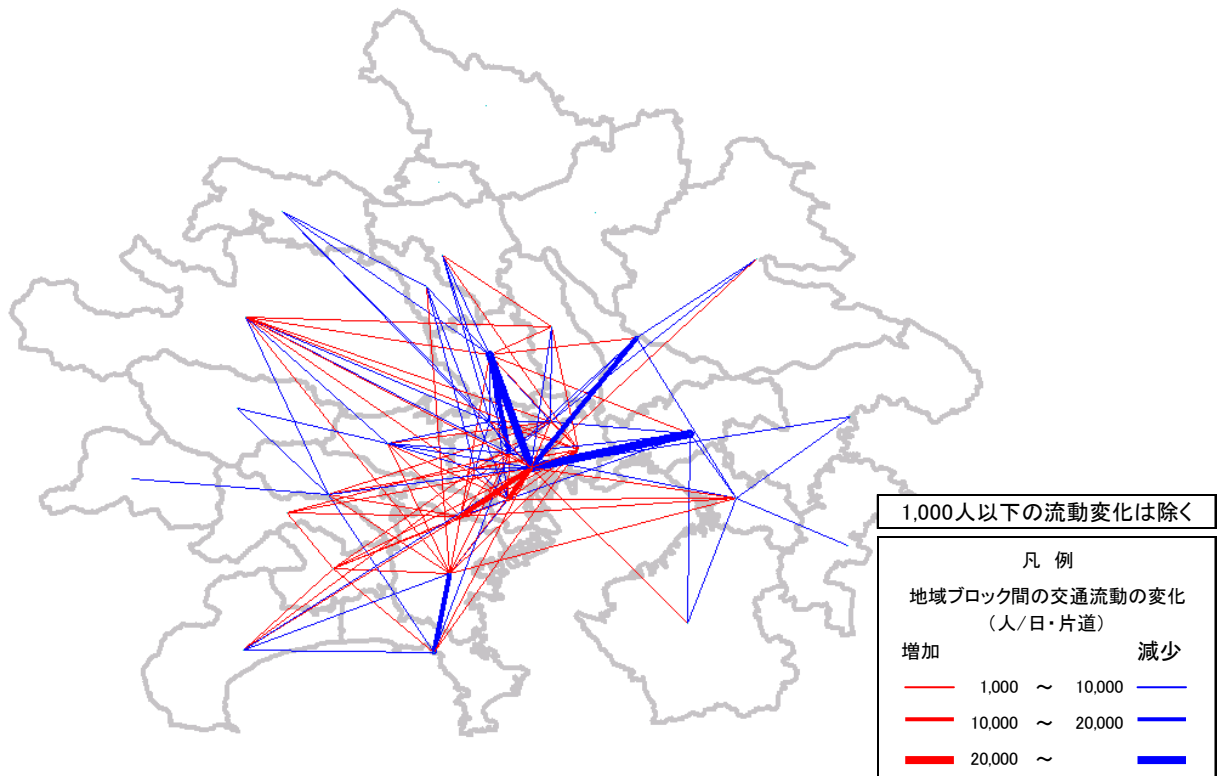 1,000人以下の流動変化は除く
凡 例
地域ブロック間の交通流動の変化
(人/日・片道)
増加 減少
1,000 ～ 10,000
10,000 ～ 20,000
20,000 ～